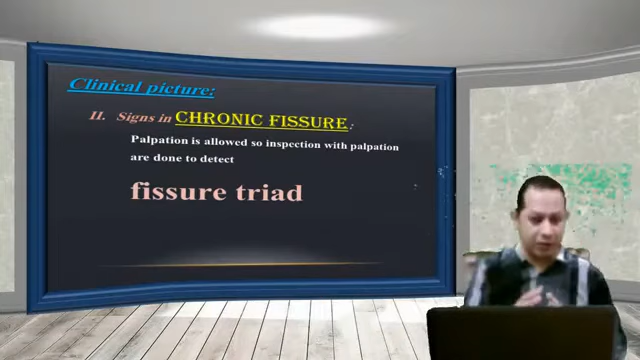 Clinical picture:
II. Signs in CHRONIC FISSURE:
Palpation is allowed so inspection with palpation
are done to detect
fissure triad